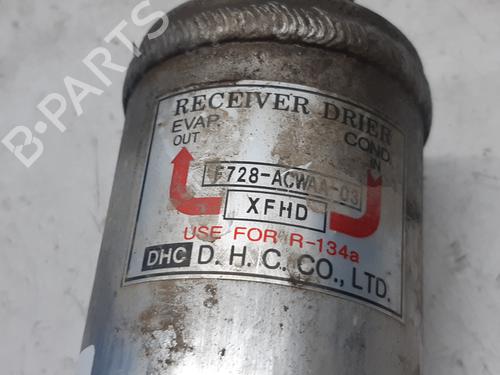 B-PARTS
RECEIVER DRIER
EVAP. COND.
OUT IN
F728-ACWAA-03
XFHD
USE FOR R-134a
DHC D. H. C. CO., LTD.